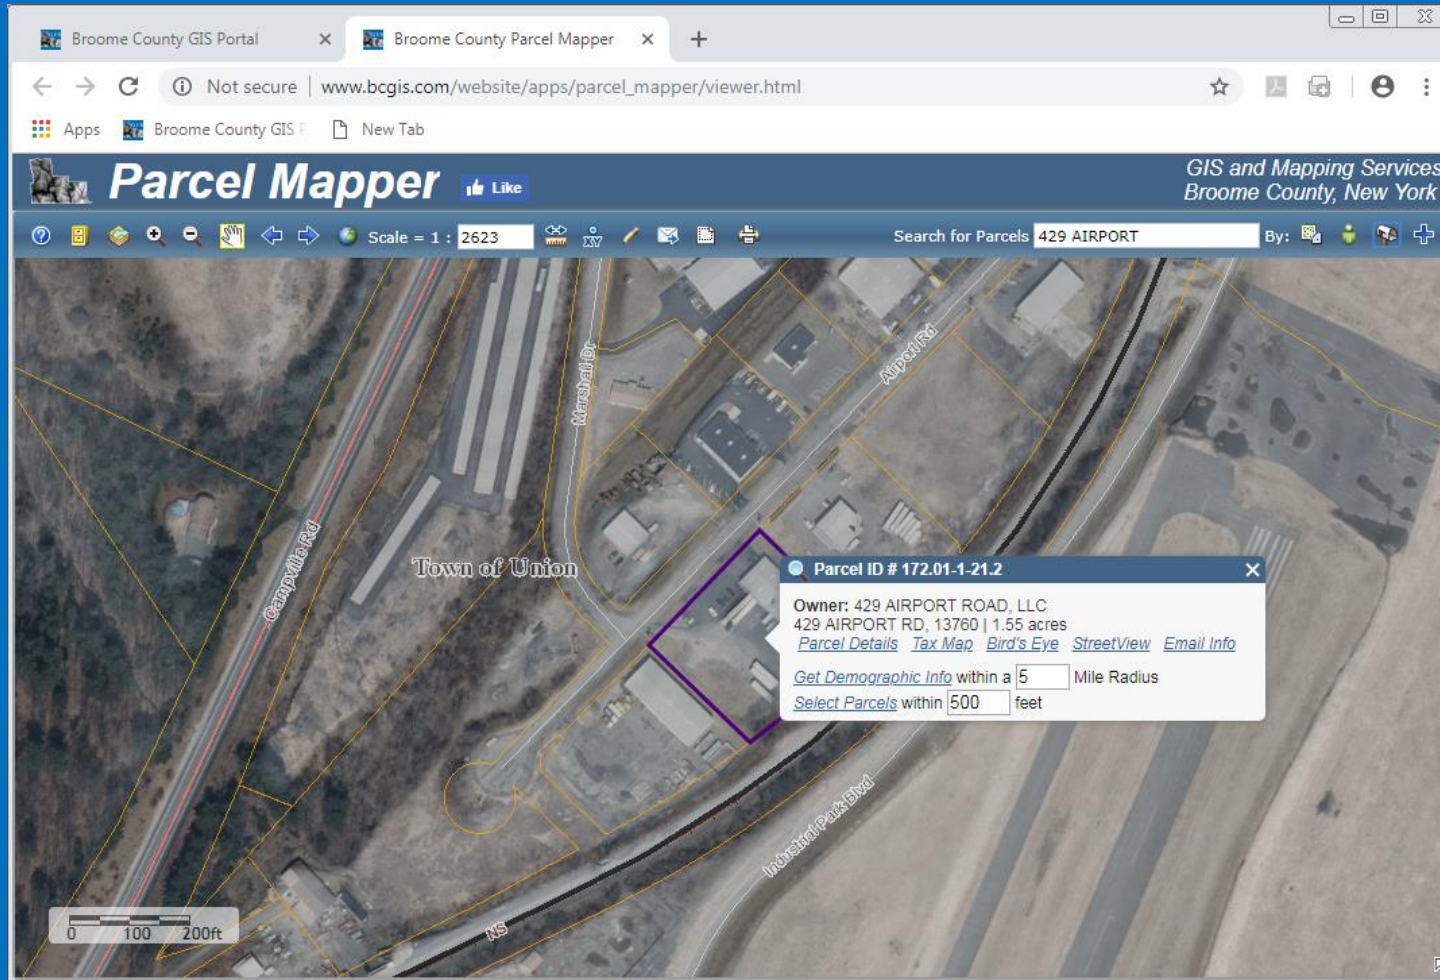 Broome County GIS Portal
Broome County Parcel Mapper
Not secure | www.bcgis.com/website/apps/parcel_mapper/viewer.html
Apps
Broome County GIS
New Tab
Parcel Mapper
Like
GIS and Mapping Services
Broome County, New York
Scale = 1 : 2623
XY
Search for Parcels 429 AIRPORT
By:
Marshall Dr
Airport Rd
Campville Rd
Town of Union
Parcel ID # 172.01-1-21.2
Owner: 429 AIRPORT ROAD, LLC
429 AIRPORT RD, 13760 | 1.55 acres
Parcel Details Tax Map Bird's Eye StreetView Email Info
Get Demographic Info within a 5 Mile Radius
Select Parcels within 500 feet
Industrial Park Blvd
NS
0 100 200ft